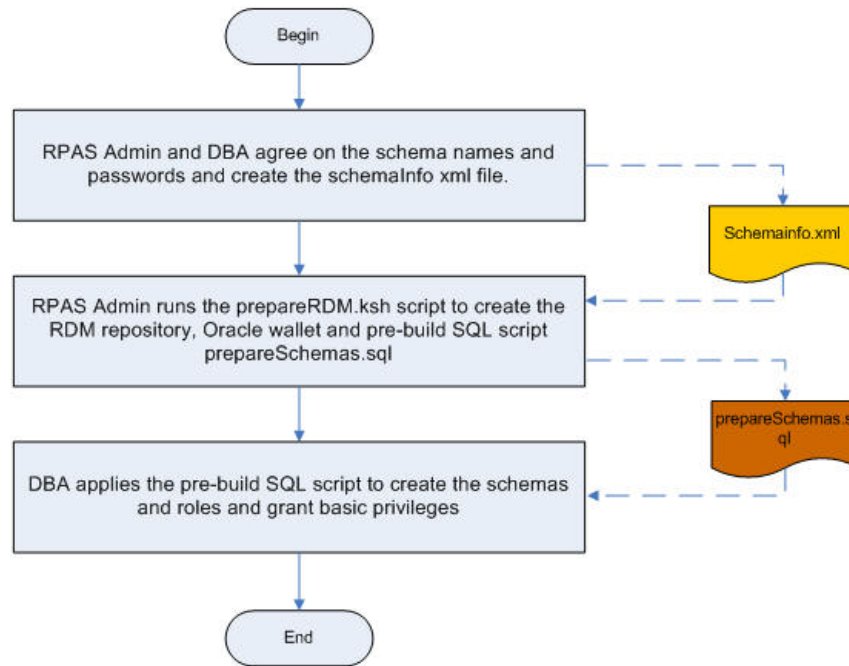 Begin
RPAS Admin and DBA agree on the schema names and
passwords and create the schemaInfo xml file.
Schemainfo.xml
RPAS Admin runs the prepareRDM.ksh script to create the
RDM repository, Oracle wallet and pre-build SQL script
prepareSchemas.sql
prepareSchemas.s
ql
DBA applies the pre-build SQL script to create the schemas
and roles and grant basic privileges
End